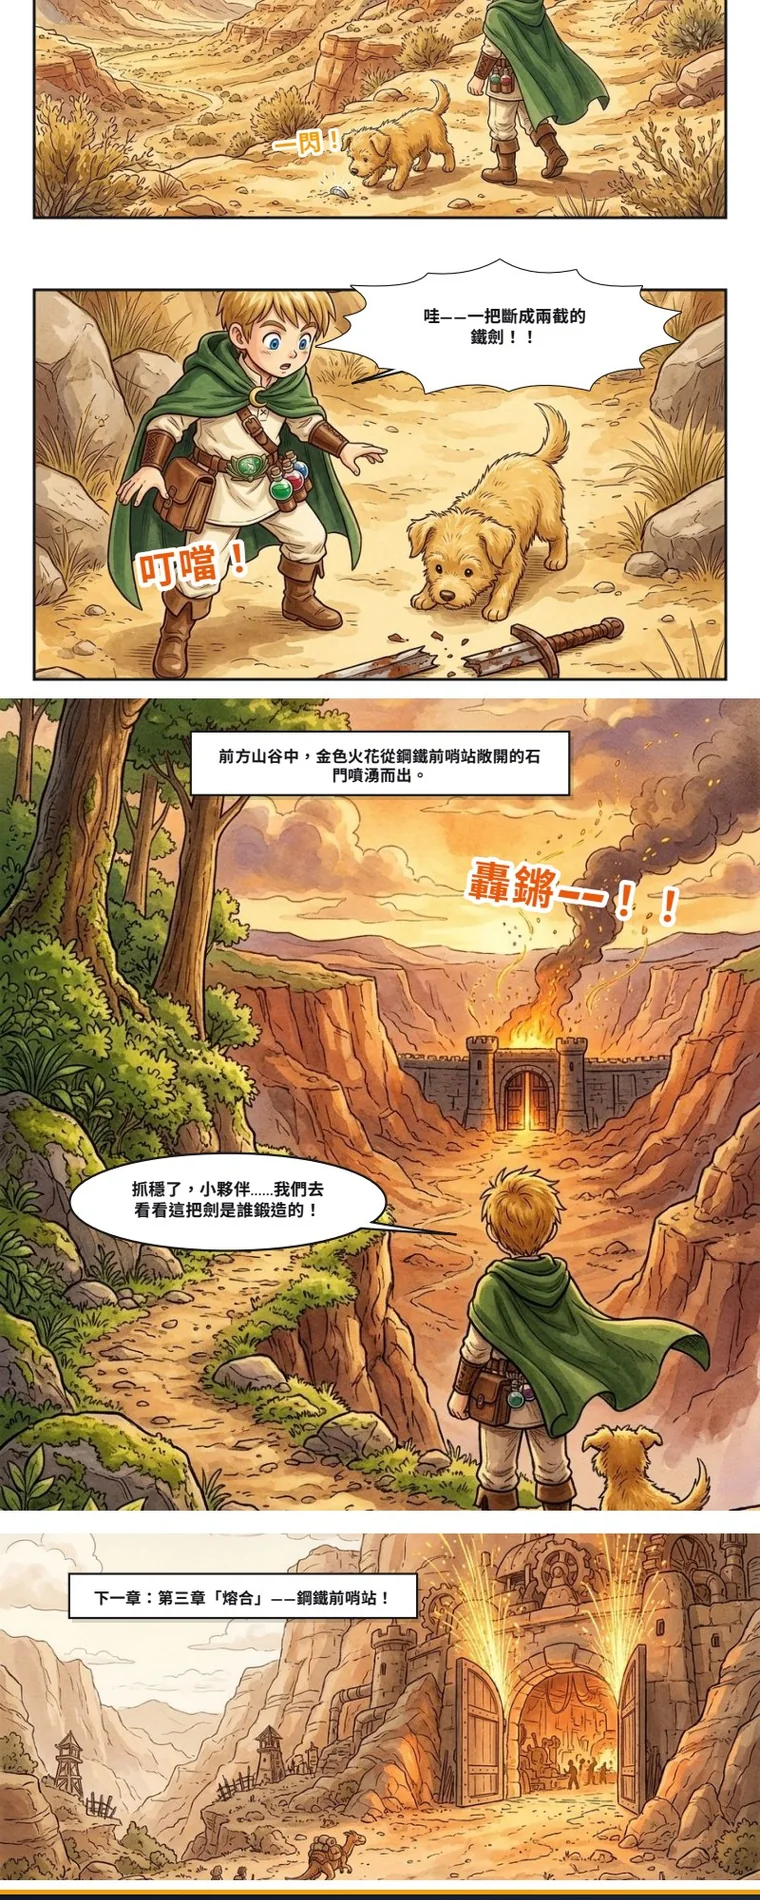 一閃！
哇——一把斷成兩截的
鐵劍！！
叮噹！
前方山谷中，金色火花從鋼鐵前哨站敞開的石
門噴湧而出。
轟鏘——！！
抓穩了，小夥伴……我們去
看看這把劍是誰鍛造的！
下一章：第三章「熔合」——鋼鐵前哨站！